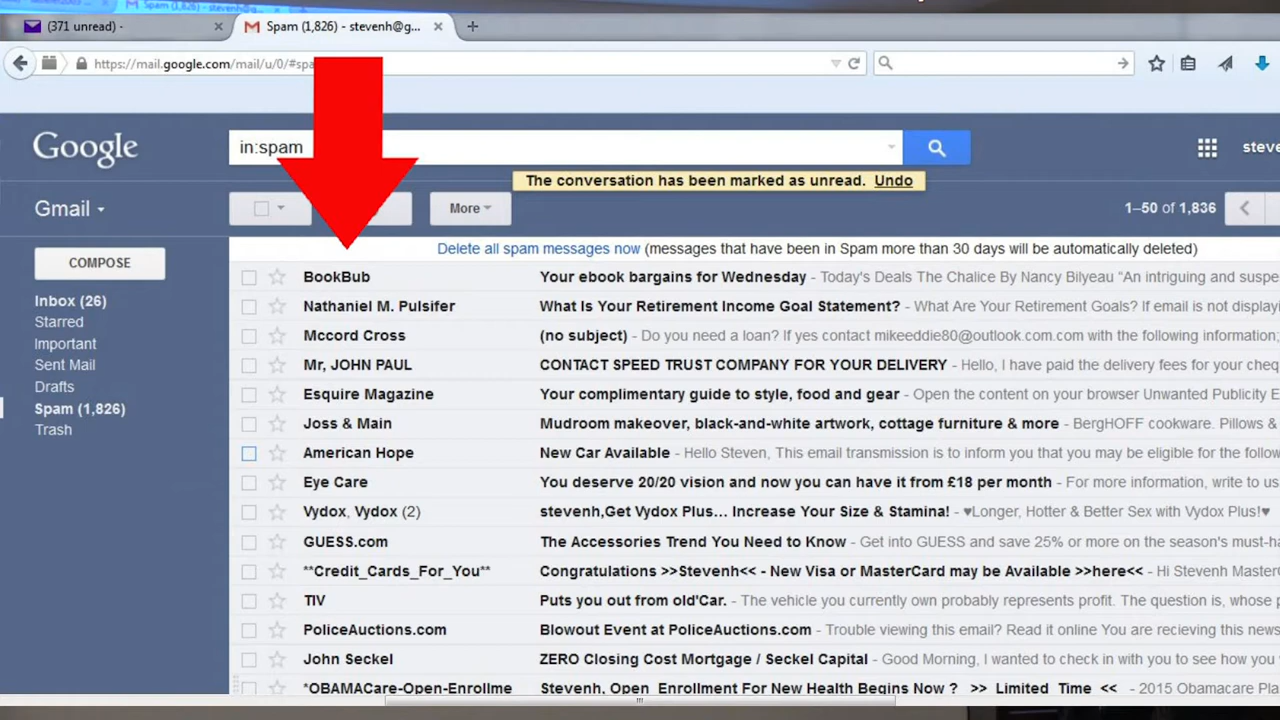 Spam (1,826) - stevenh@g...
(371 unread) -
Spam (1,826) - stevenh@g...
https://mail.google.com/mail/u/0/#spa
Google
in:spam
steve
The conversation has been marked as unread. Undo
Gmail
More
1–50 of 1,836
Delete all spam messages now (messages that have been in Spam more than 30 days will be automatically deleted)
COMPOSE
Inbox (26)
Starred
Important
Sent Mail
Drafts
Spam (1,826)
Trash
BookBub Your ebook bargains for Wednesday - Today's Deals The Chalice By Nancy Bilyeau "An intriguing and suspe
Nathaniel M. Pulsifer What Is Your Retirement Income Goal Statement? - What Are Your Retirement Goals? If email is not displayi
Mccord Cross (no subject) - Do you need a loan? If yes contact mikeeddie80@outlook.com.com with the following information,
Mr, JOHN PAUL CONTACT SPEED TRUST COMPANY FOR YOUR DELIVERY - Hello, I have paid the delivery fees for your cheq
Esquire Magazine Your complimentary guide to style, food and gear - Open the content on your browser Unwanted Publicity E
Joss & Main Mudroom makeover, black-and-white artwork, cottage furniture & more - BergHOFF cookware. Pillows &
American Hope New Car Available - Hello Steven, This email transmission is to inform you that you may be eligible for the follow
Eye Care You deserve 20/20 vision and now you can have it from £18 per month - For more information, write to us
Vydox, Vydox (2) stevenh,Get Vydox Plus... Increase Your Size & Stamina! - ♥Longer, Hotter & Better Sex with Vydox Plus!♥
GUESS.com The Accessories Trend You Need to Know - Get into GUESS and save 25% or more on the season's must-ha
**Credit_Cards_For_You** Congratulations >>Stevenh<< - New Visa or MasterCard may be Available >>here<< - Hi Stevenh MasterC
TIV Puts you out from old'Car. - The vehicle you currently own probably represents profit. The question is, whose p
PoliceAuctions.com Blowout Event at PoliceAuctions.com - Trouble viewing this email? Read it online You are recieving this news
John Seckel ZERO Closing Cost Mortgage / Seckel Capital - Good Morning, I wanted to check in with you to see how you
*OBAMACare-Open-Enrollme Stevenh, Open Enrollment For New Health Begins Now ? >> Limited Time << - 2015 Obamacare Pla